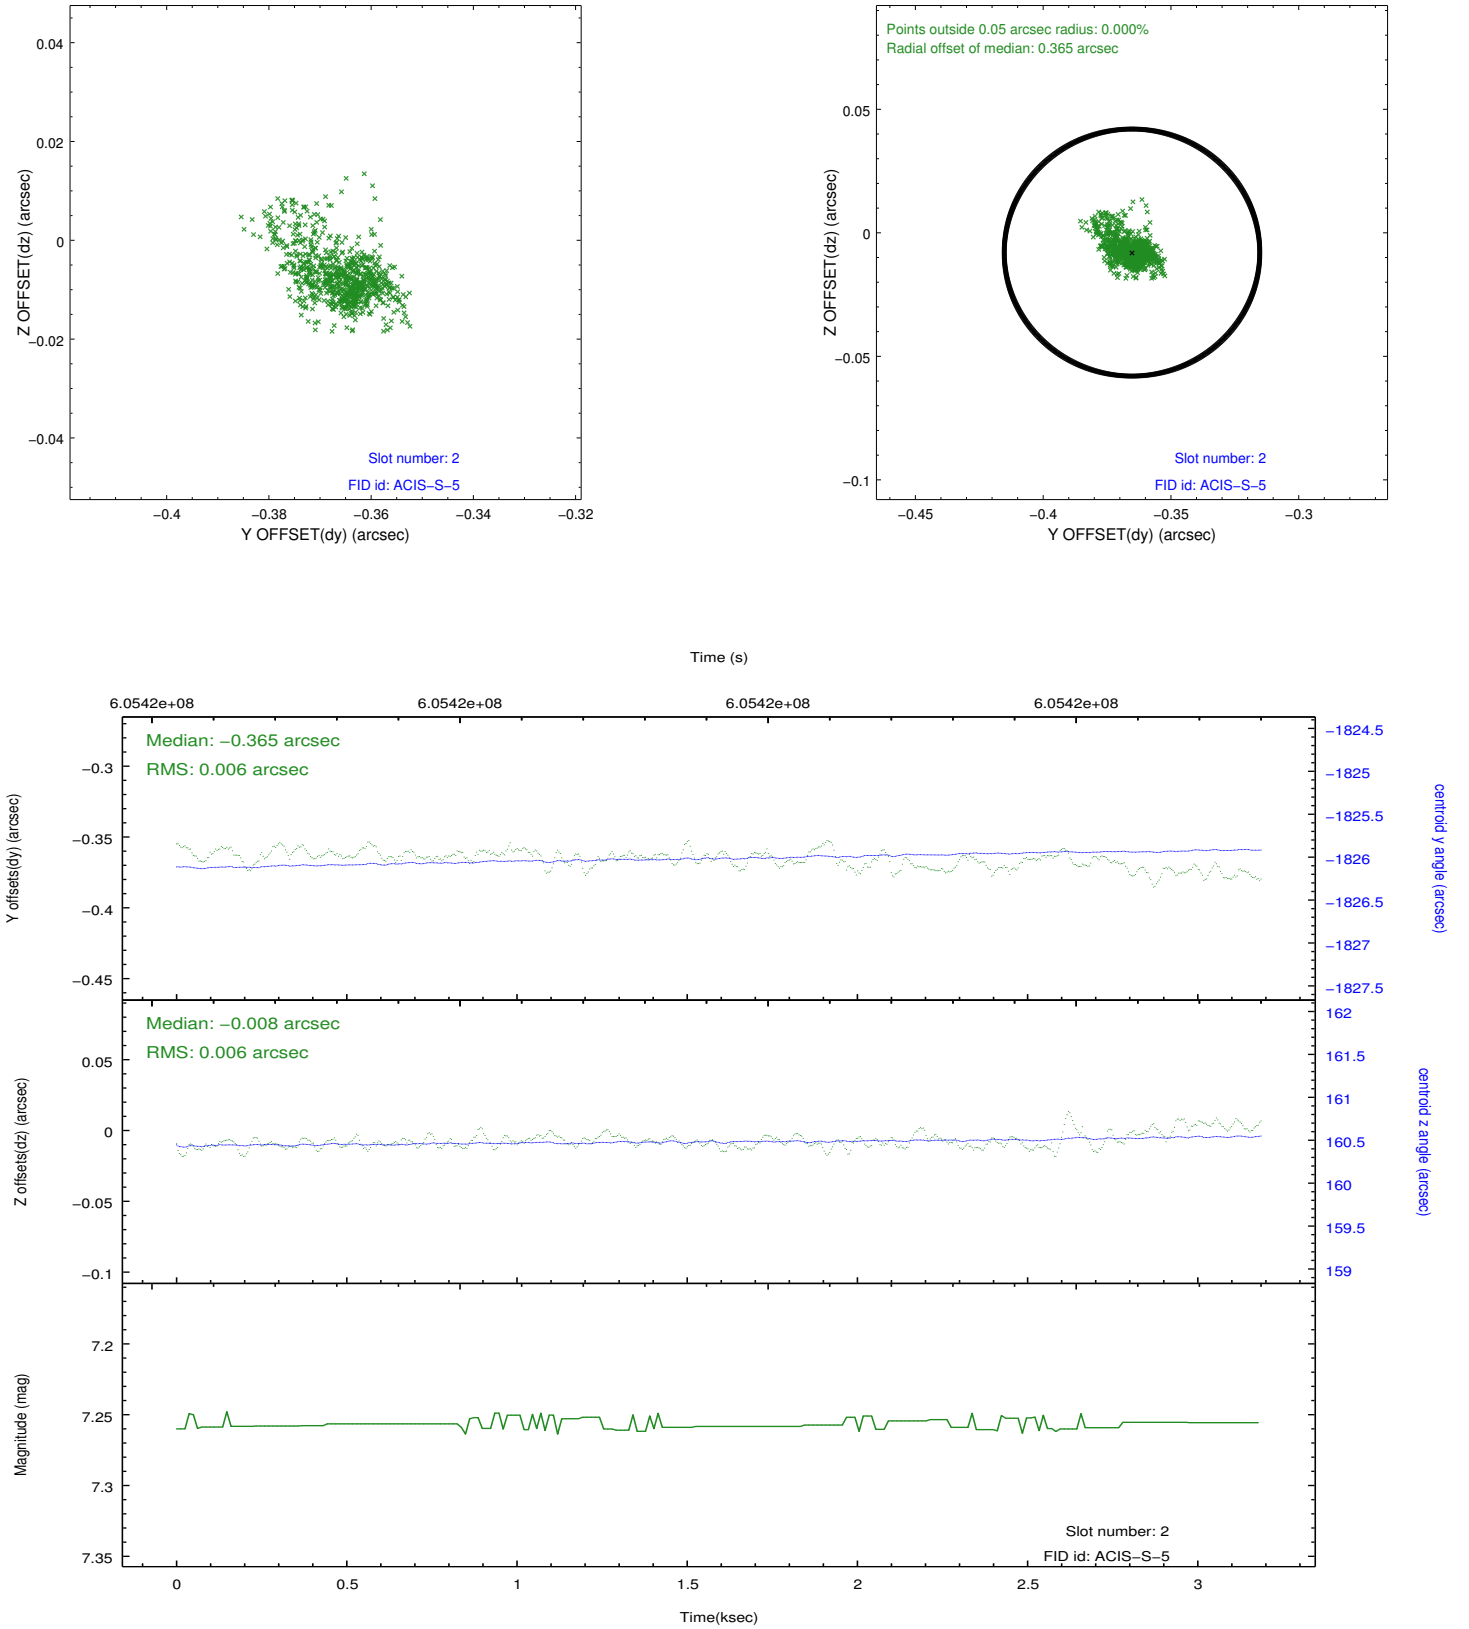 0.04
0.02
0
−0.02
−0.04
Z OFFSET(dz) (arcsec)
Slot number: 2
FID id: ACIS−S−5
−0.4
−0.38
−0.36
−0.34
−0.32
Y OFFSET(dy) (arcsec)
Points outside 0.05 arcsec radius: 0.000%
Radial offset of median: 0.365 arcsec
0.05
0
−0.05
−0.1
Z OFFSET(dz) (arcsec)
Slot number: 2
FID id: ACIS−S−5
−0.45
−0.4
−0.35
−0.3
Y OFFSET(dy) (arcsec)
Time (s)
6.0542e+08
6.0542e+08
6.0542e+08
6.0542e+08
Median: −0.365 arcsec
RMS: 0.006 arcsec
−0.3
−0.35
−0.4
−0.45
Y offsets(dy) (arcsec)
−1824.5
−1825
−1825.5
−1826
−1826.5
−1827
−1827.5
centroid y angle (arcsec)
Median: −0.008 arcsec
RMS: 0.006 arcsec
0.05
0
−0.05
−0.1
Z offsets(dz) (arcsec)
162
161.5
161
160.5
160
159.5
159
centroid z angle (arcsec)
7.2
7.25
7.3
7.35
Magnitude (mag)
Slot number: 2
FID id: ACIS−S−5
0
0.5
1
1.5
2
2.5
3
Time(ksec)